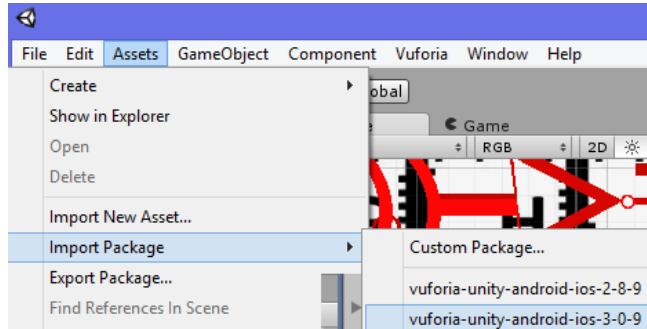 File Edit Assets GameObject Component Vuforia Window Help
Create
obal
Show in Explorer
Game
Open
RGB 2D
Delete
Import New Asset...
Import Package
Custom Package...
Export Package...
vuforia-unity-android-ios-2-8-9
Find References In Scene
vuforia-unity-android-ios-3-0-9